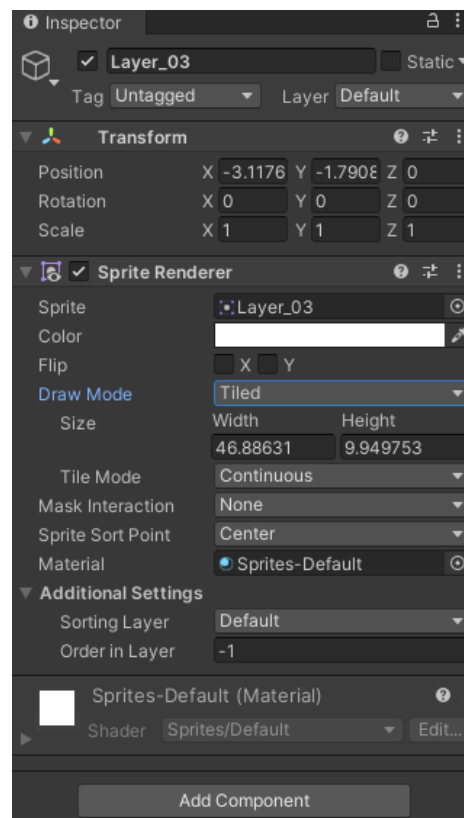 Inspector
Layer_03 Static
Tag Untagged Layer Default
Transform
Position X -3.1176 Y -1.7908 Z 0
Rotation X 0 Y 0 Z 0
Scale X 1 Y 1 Z 1
Sprite Renderer
Sprite Layer_03
Color
Flip X Y
Draw Mode Tiled
Size Width Height
46.88631 9.949753
Tile Mode Continuous
Mask Interaction None
Sprite Sort Point Center
Material Sprites-Default
Additional Settings
Sorting Layer Default
Order in Layer -1
Sprites-Default (Material)
Shader Sprites/Default Edit...
Add Component